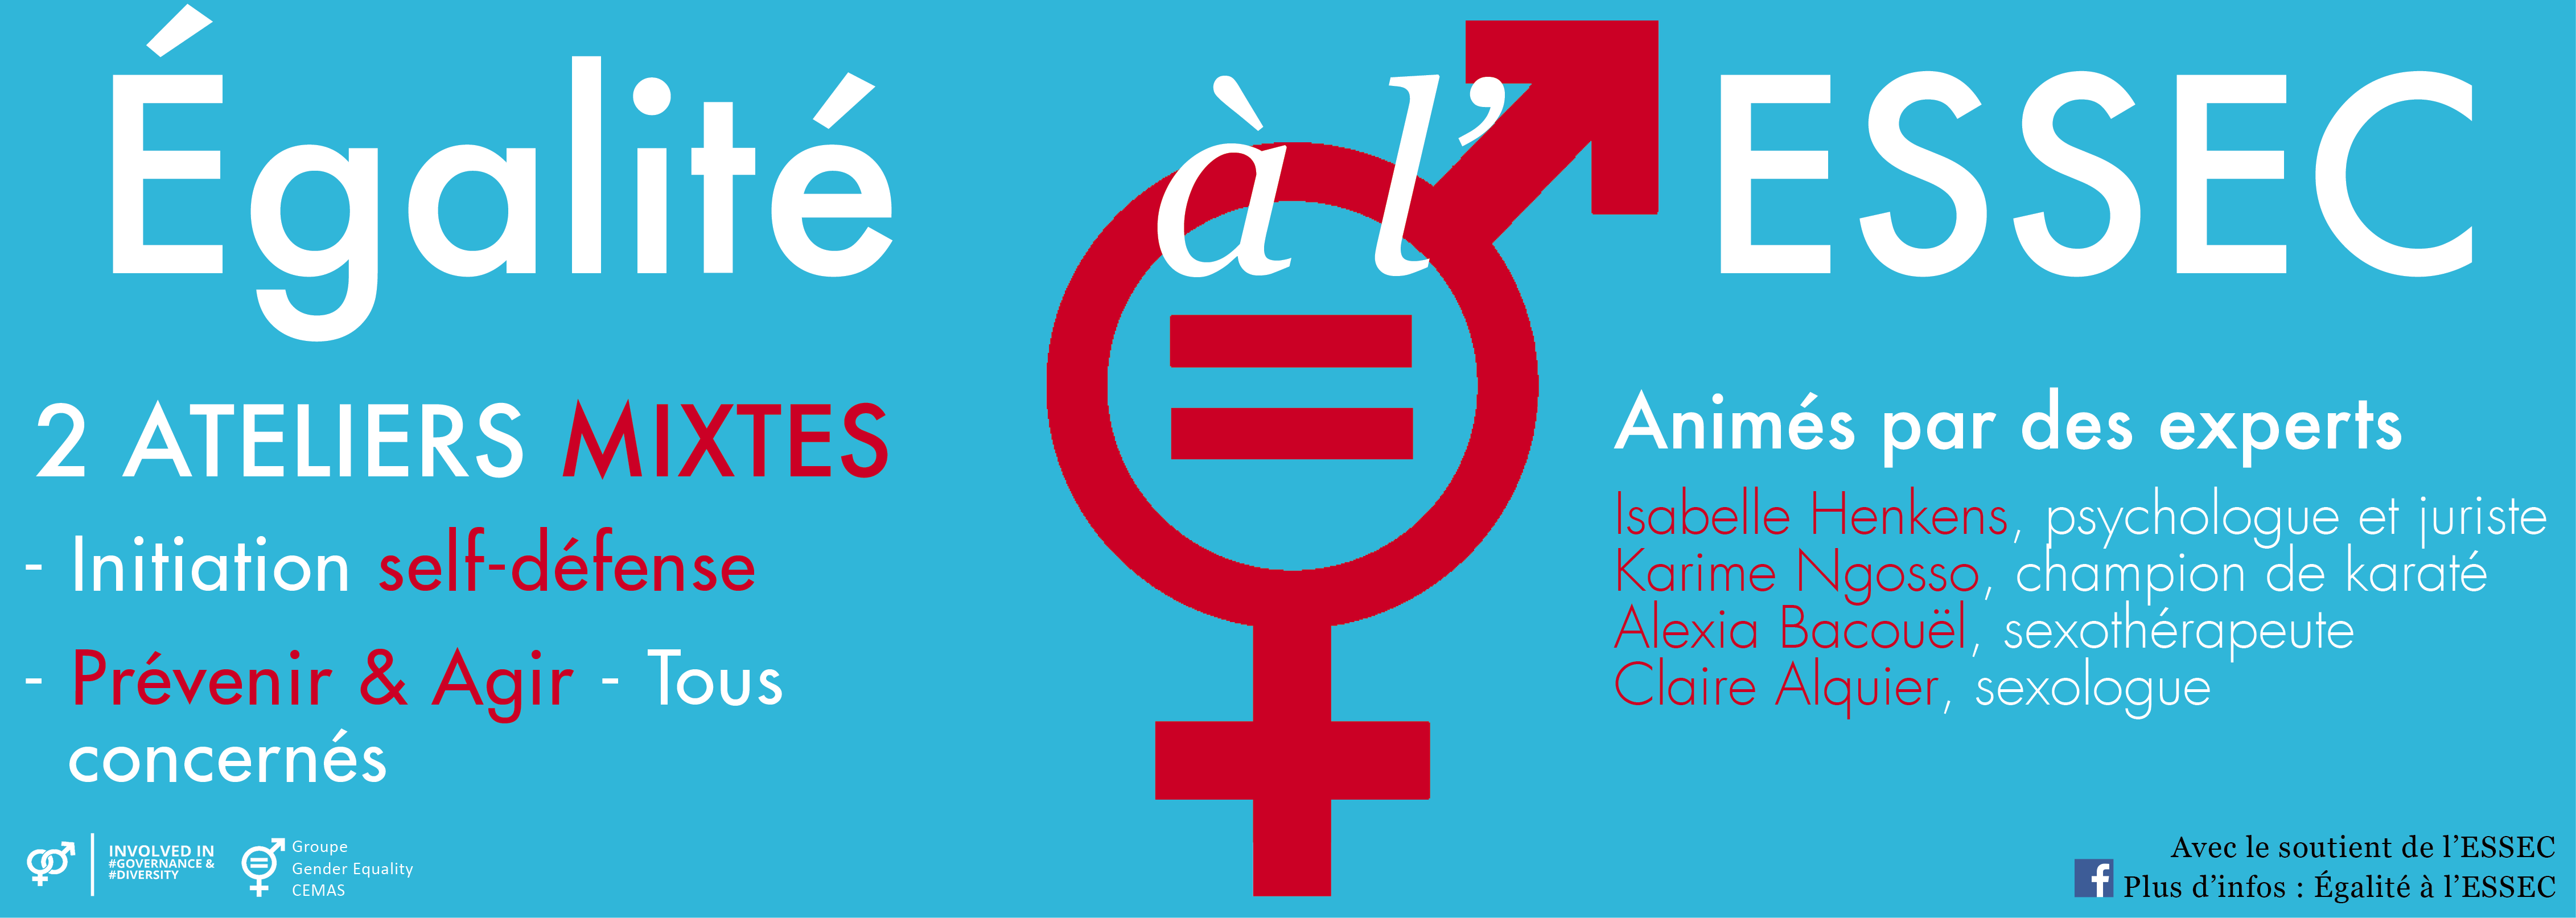 Égalité à l’ESSEC
2 ATELIERS MIXTES
- Initiation self-défense
- Prévenir & Agir - Tous
concernés
Animés par des experts
Isabelle Henkens, psychologue et juriste
Karime Ngosso, champion de karaté
Alexia Bacouël, sexothérapeute
Claire Alquier, sexologue
INVOLVED IN
#GOVERNANCE &
#DIVERSITY
Groupe
Gender Equality
CEMAS
Avec le soutient de l’ESSEC
f Plus d’infos : Égalité à l’ESSEC